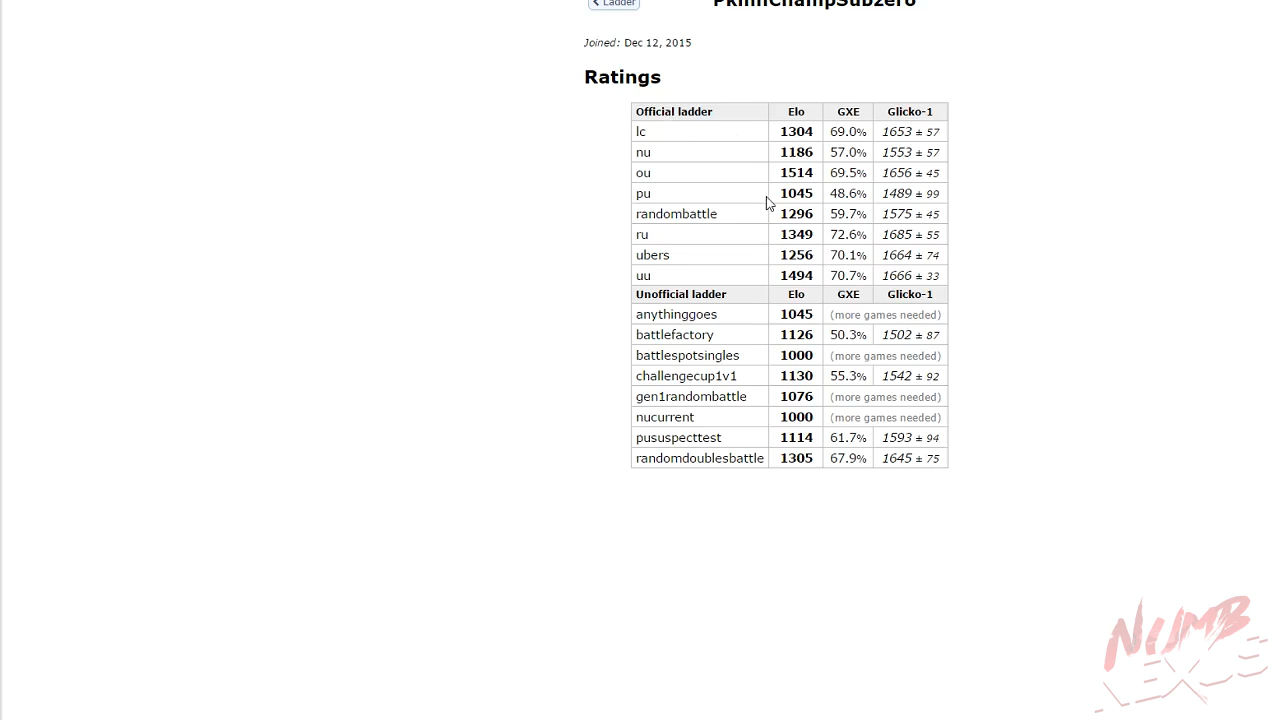 Ladder PkmnChampSubzero
Joined: Dec 12, 2015
Ratings
Official ladder Elo GXE Glicko-1
lc 1304 69.0% 1653 ± 57
nu 1186 57.0% 1553 ± 57
ou 1514 69.5% 1656 ± 45
pu 1045 48.6% 1489 ± 99
randombattle 1296 59.7% 1575 ± 45
ru 1349 72.6% 1685 ± 55
ubers 1256 70.1% 1664 ± 74
uu 1494 70.7% 1666 ± 33
Unofficial ladder Elo GXE Glicko-1
anythinggoes 1045 (more games needed)
battlefactory 1126 50.3% 1502 ± 87
battlespotsingles 1000 (more games needed)
challengecup1v1 1130 55.3% 1542 ± 92
gen1randombattle 1076 (more games needed)
nucurrent 1000 (more games needed)
pususpecttest 1114 61.7% 1593 ± 94
randomdoublesbattle 1305 67.9% 1645 ± 75
NUMB
EXE